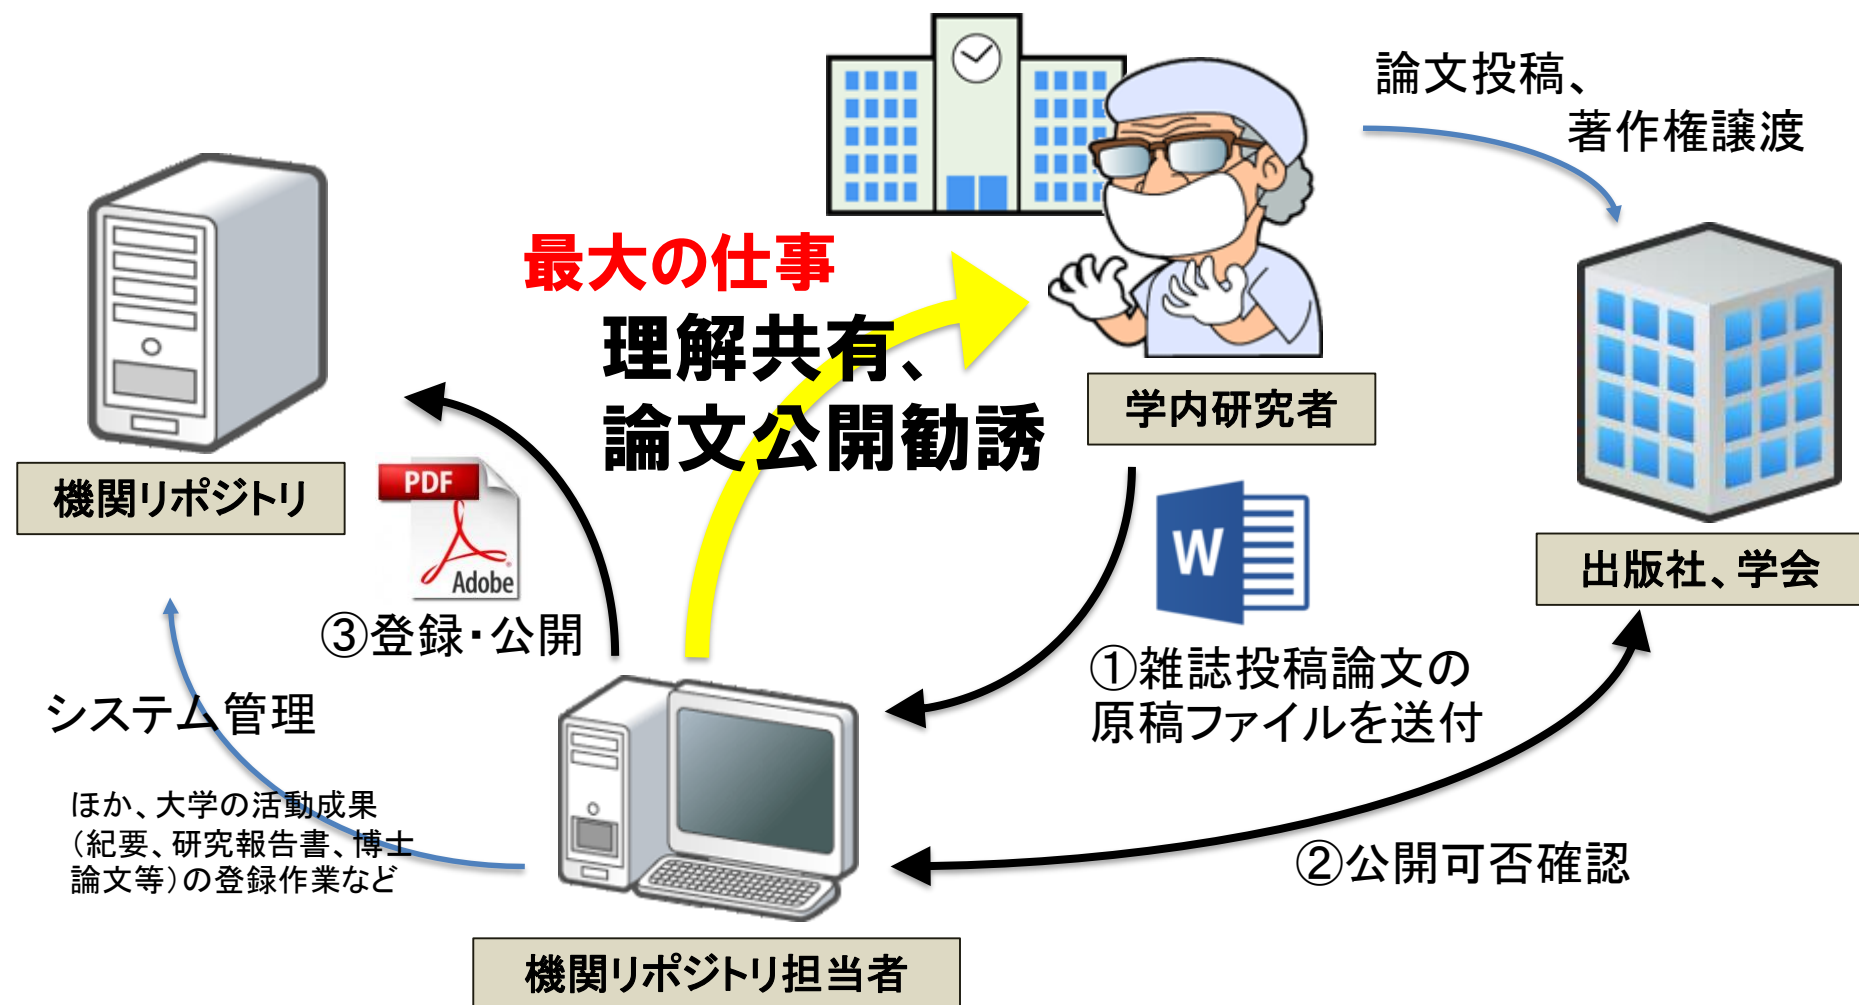 論文投稿、
著作権譲渡
最大の仕事
理解共有、
論文公開勧誘
学内研究者
機関リポジトリ
PDF
Adobe
W
出版社、学会
③登録・公開
①雑誌投稿論文の
原稿ファイルを送付
システム管理
ほか、大学の活動成果
（紀要、研究報告書、博士
論文等）の登録作業など
②公開可否確認
機関リポジトリ担当者